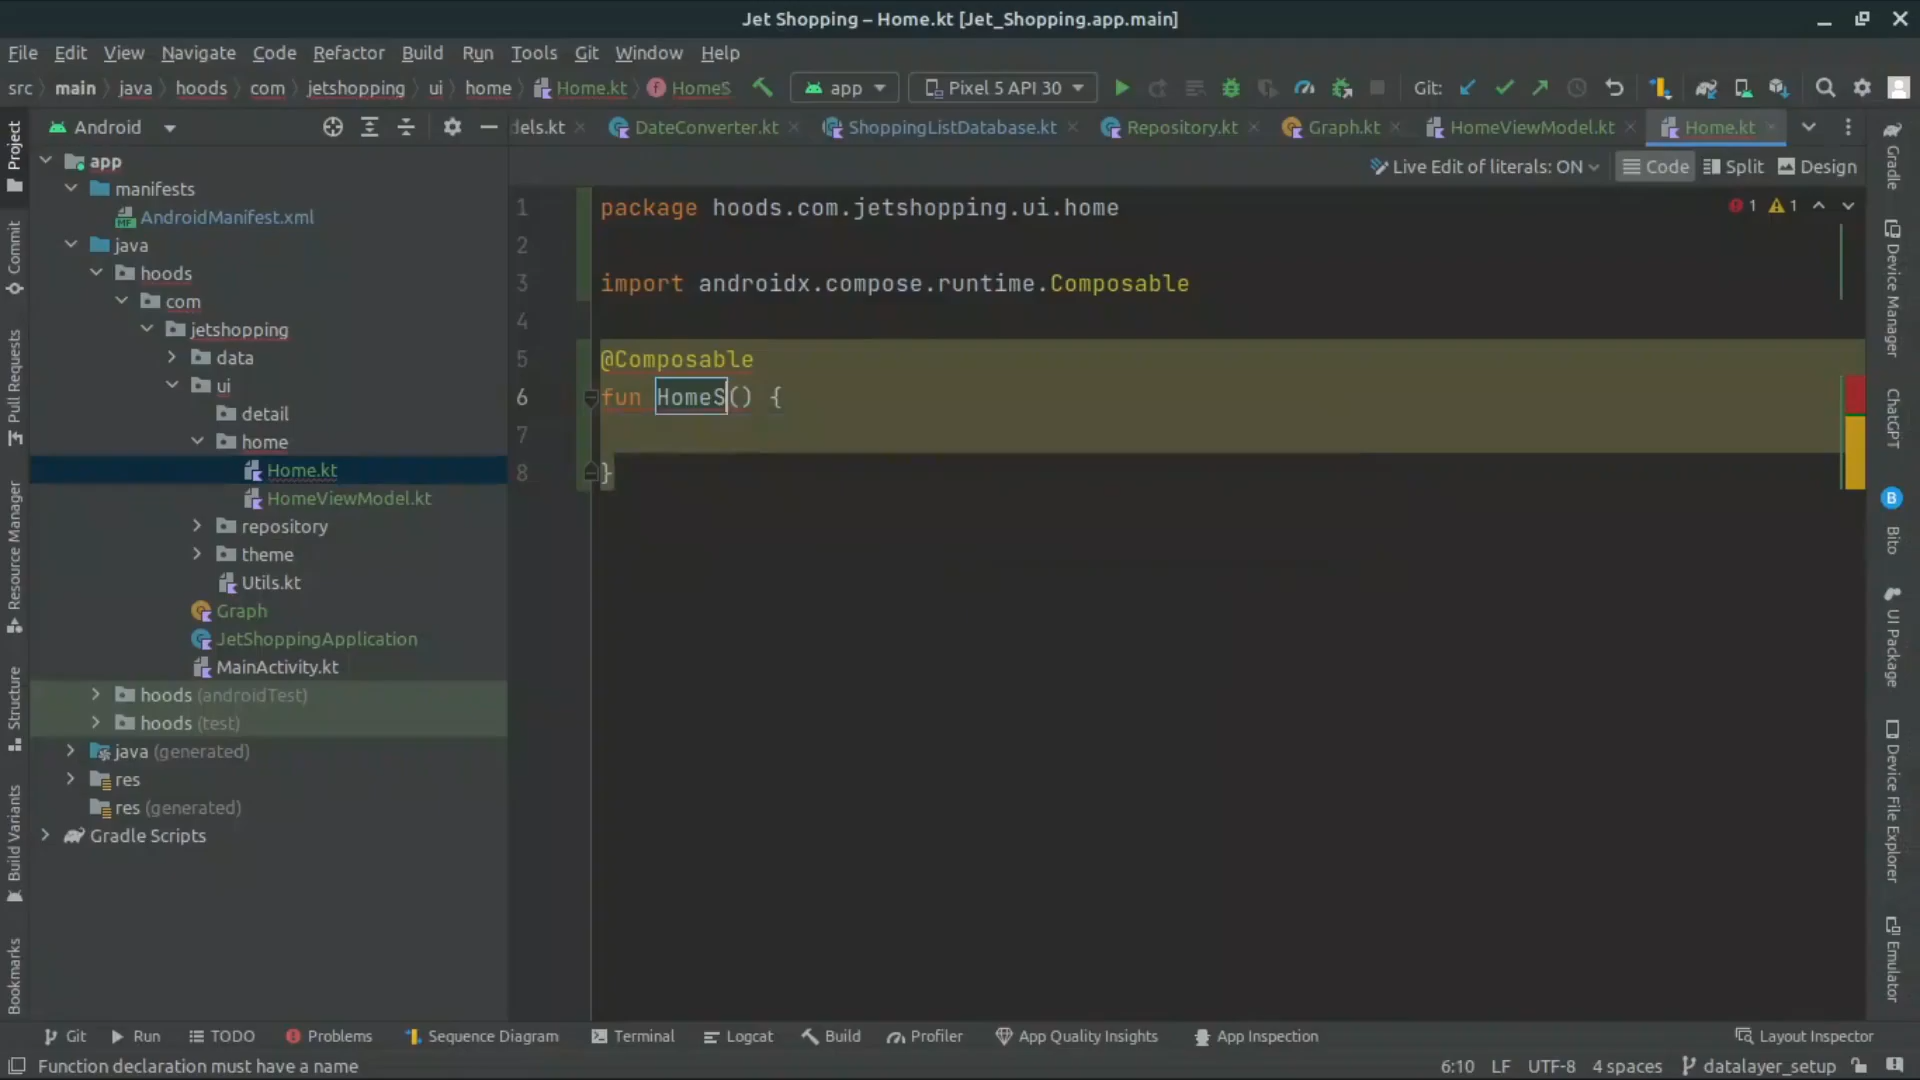 Jet Shopping – Home.kt [Jet_Shopping.app.main]
File Edit View Navigate Code Refactor Build Run Tools Git Window Help
src main java hoods com jetshopping ui home Home.kt HomeS app Pixel 5 API 30 Git:
Android
dels.kt DateConverter.kt ShoppingListDatabase.kt Repository.kt Graph.kt HomeViewModel.kt Home.kt
Live Edit of literals: ON Code Split Design
Project
Commit
Pull Requests
Resource Manager
Structure
Build Variants
Bookmarks
app
manifests
AndroidManifest.xml
java
hoods
com
jetshopping
data
ui
detail
home
Home.kt
HomeViewModel.kt
repository
theme
Utils.kt
Graph
JetShoppingApplication
MainActivity.kt
hoods (androidTest)
hoods (test)
java (generated)
res
res (generated)
Gradle Scripts
1 package hoods.com.jetshopping.ui.home
2
3 import androidx.compose.runtime.Composable
4
5 @Composable
6 fun HomeS() {
7
8 }
1 1
Gradle
Device Manager
ChatGPT
B
Bito
UI Package
Device File Explorer
Emulator
Git Run TODO Problems Sequence Diagram Terminal Logcat Build Profiler App Quality Insights App Inspection Layout Inspector
Function declaration must have a name 6:10 LF UTF-8 4 spaces datalayer_setup